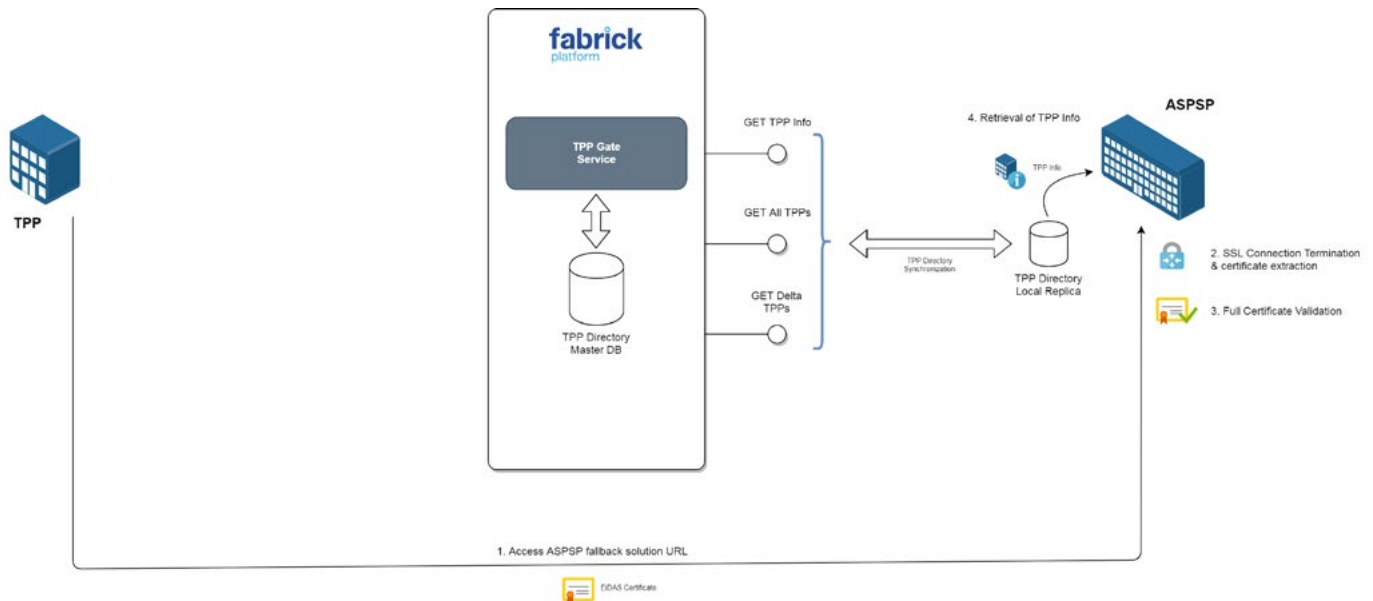 fabrick
platform
TPP Gate
Service
TPP Directory
Master DB
TPP
GET TPP Info
GET All TPPs
GET Delta
TPPs
TPP Directory
Synchronization
4. Retrieval of TPP Info
TPP Info
TPP Directory
Local Replica
ASPSP
2. SSL Connection Termination
& certificate extraction
3. Full Certificate Validation
1. Access ASPSP fallback solution URL
EIDAS Certificate